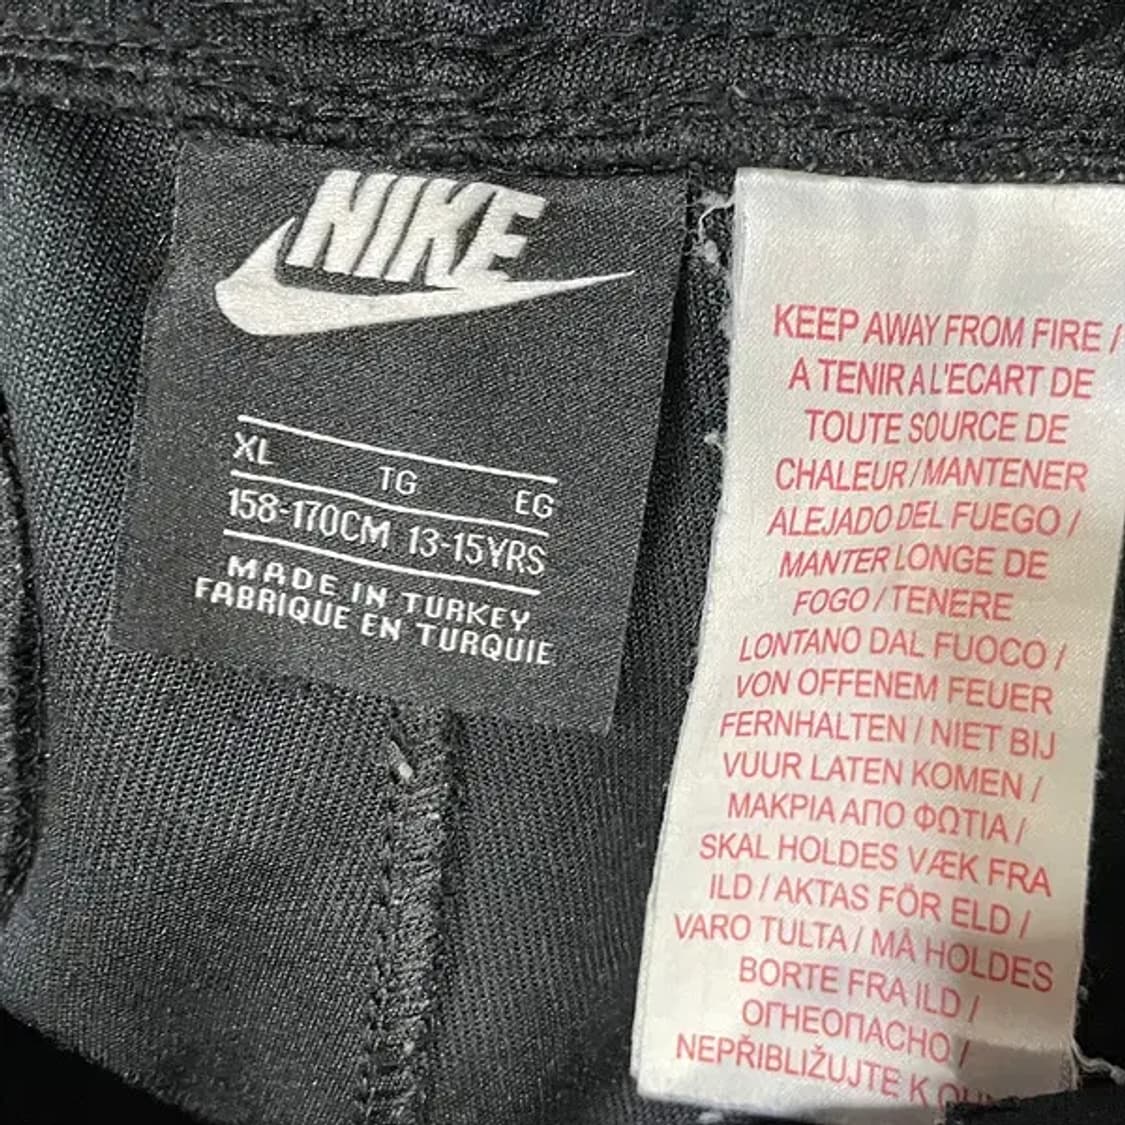 NIKE
XL TG EG
158-170CM 13-15YRS
MADE IN TURKEY
FABRIQUE EN TURQUIE
KEEP AWAY FROM FIRE /
A TENIR A L'ECART DE
TOUTE SOURCE DE
CHALEUR / MANTENER
ALEJADO DEL FUEGO /
MANTER LONGE DE
FOGO / TENERE
LONTANO DAL FUOCO /
VON OFFENEM FEUER
FERNHALTEN / NIET BIJ
VUUR LATEN KOMEN /
ΜΑΚΡΙΑ ΑΠΟ ΦΩΤΙΑ /
SKAL HOLDES VÆK FRA
ILD / AKTAS FÖR ELD /
VARO TULTA / MÅ HOLDES
BORTE FRA ILD /
ОГНЕОПАСНО /
NEPŘIBLIŽUJTE K